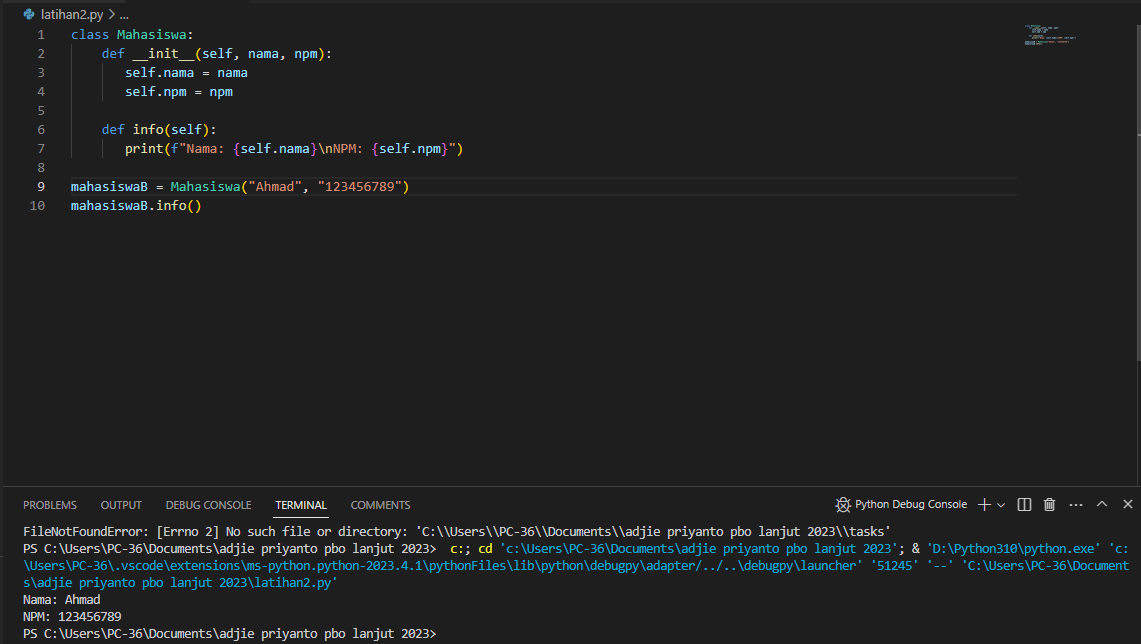 latihan2.py > ...
1 class Mahasiswa:
2     def __init__(self, nama, npm):
3        self.nama = nama
4        self.npm = npm
5
6     def info(self):
7        print(f"Nama: {self.nama}\nNPM: {self.npm}")
8
9 mahasiswaB = Mahasiswa("Ahmad", "123456789")
10 mahasiswaB.info()
PROBLEMS OUTPUT DEBUG CONSOLE TERMINAL COMMENTS Python Debug Console
FileNotFoundError: [Errno 2] No such file or directory: 'C:\\Users\\PC-36\\Documents\\adjie priyanto pbo lanjut 2023\\tasks'
PS C:\Users\PC-36\Documents\adjie priyanto pbo lanjut 2023>  c:; cd 'c:\Users\PC-36\Documents\adjie priyanto pbo lanjut 2023'; & 'D:\Python310\python.exe' 'c:
\Users\PC-36\.vscode\extensions\ms-python.python-2023.4.1\pythonFiles\lib\python\debugpy\adapter/../..\debugpy\launcher' '51245' '--' 'C:\Users\PC-36\Document
s\adjie priyanto pbo lanjut 2023\latihan2.py'
Nama: Ahmad
NPM: 123456789
PS C:\Users\PC-36\Documents\adjie priyanto pbo lanjut 2023>